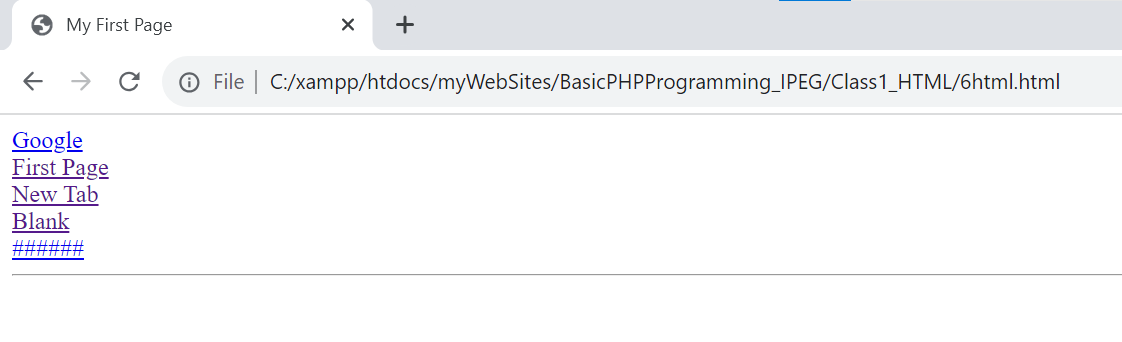 My First Page
File C:/xampp/htdocs/myWebSites/BasicPHPProgramming_IPEG/Class1_HTML/6html.html
Google
First Page
New Tab
Blank
######